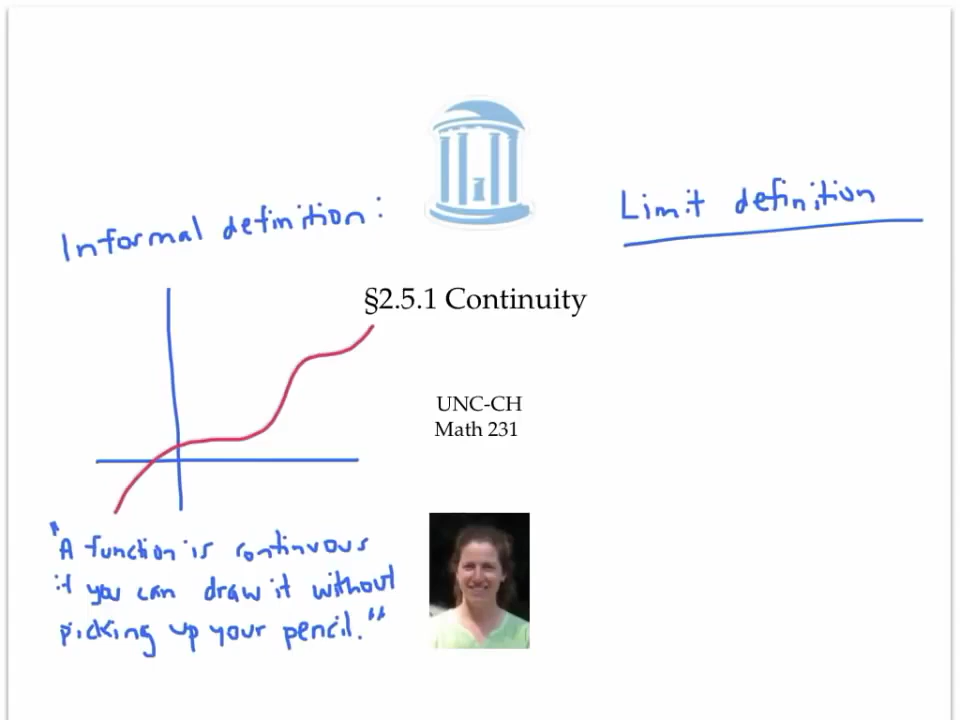 Informal definition:
Limit definition
§2.5.1 Continuity
UNC-CH
Math 231
"A function is continuous
if you can draw it without
picking up your pencil."